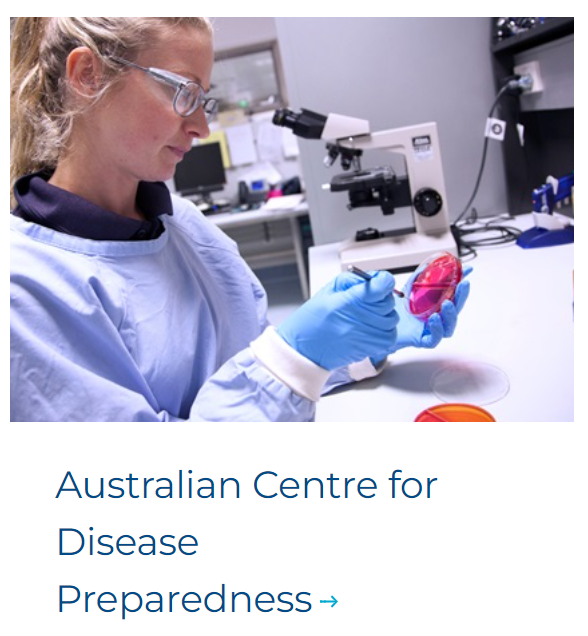 Australian Centre for
Disease
Preparedness →